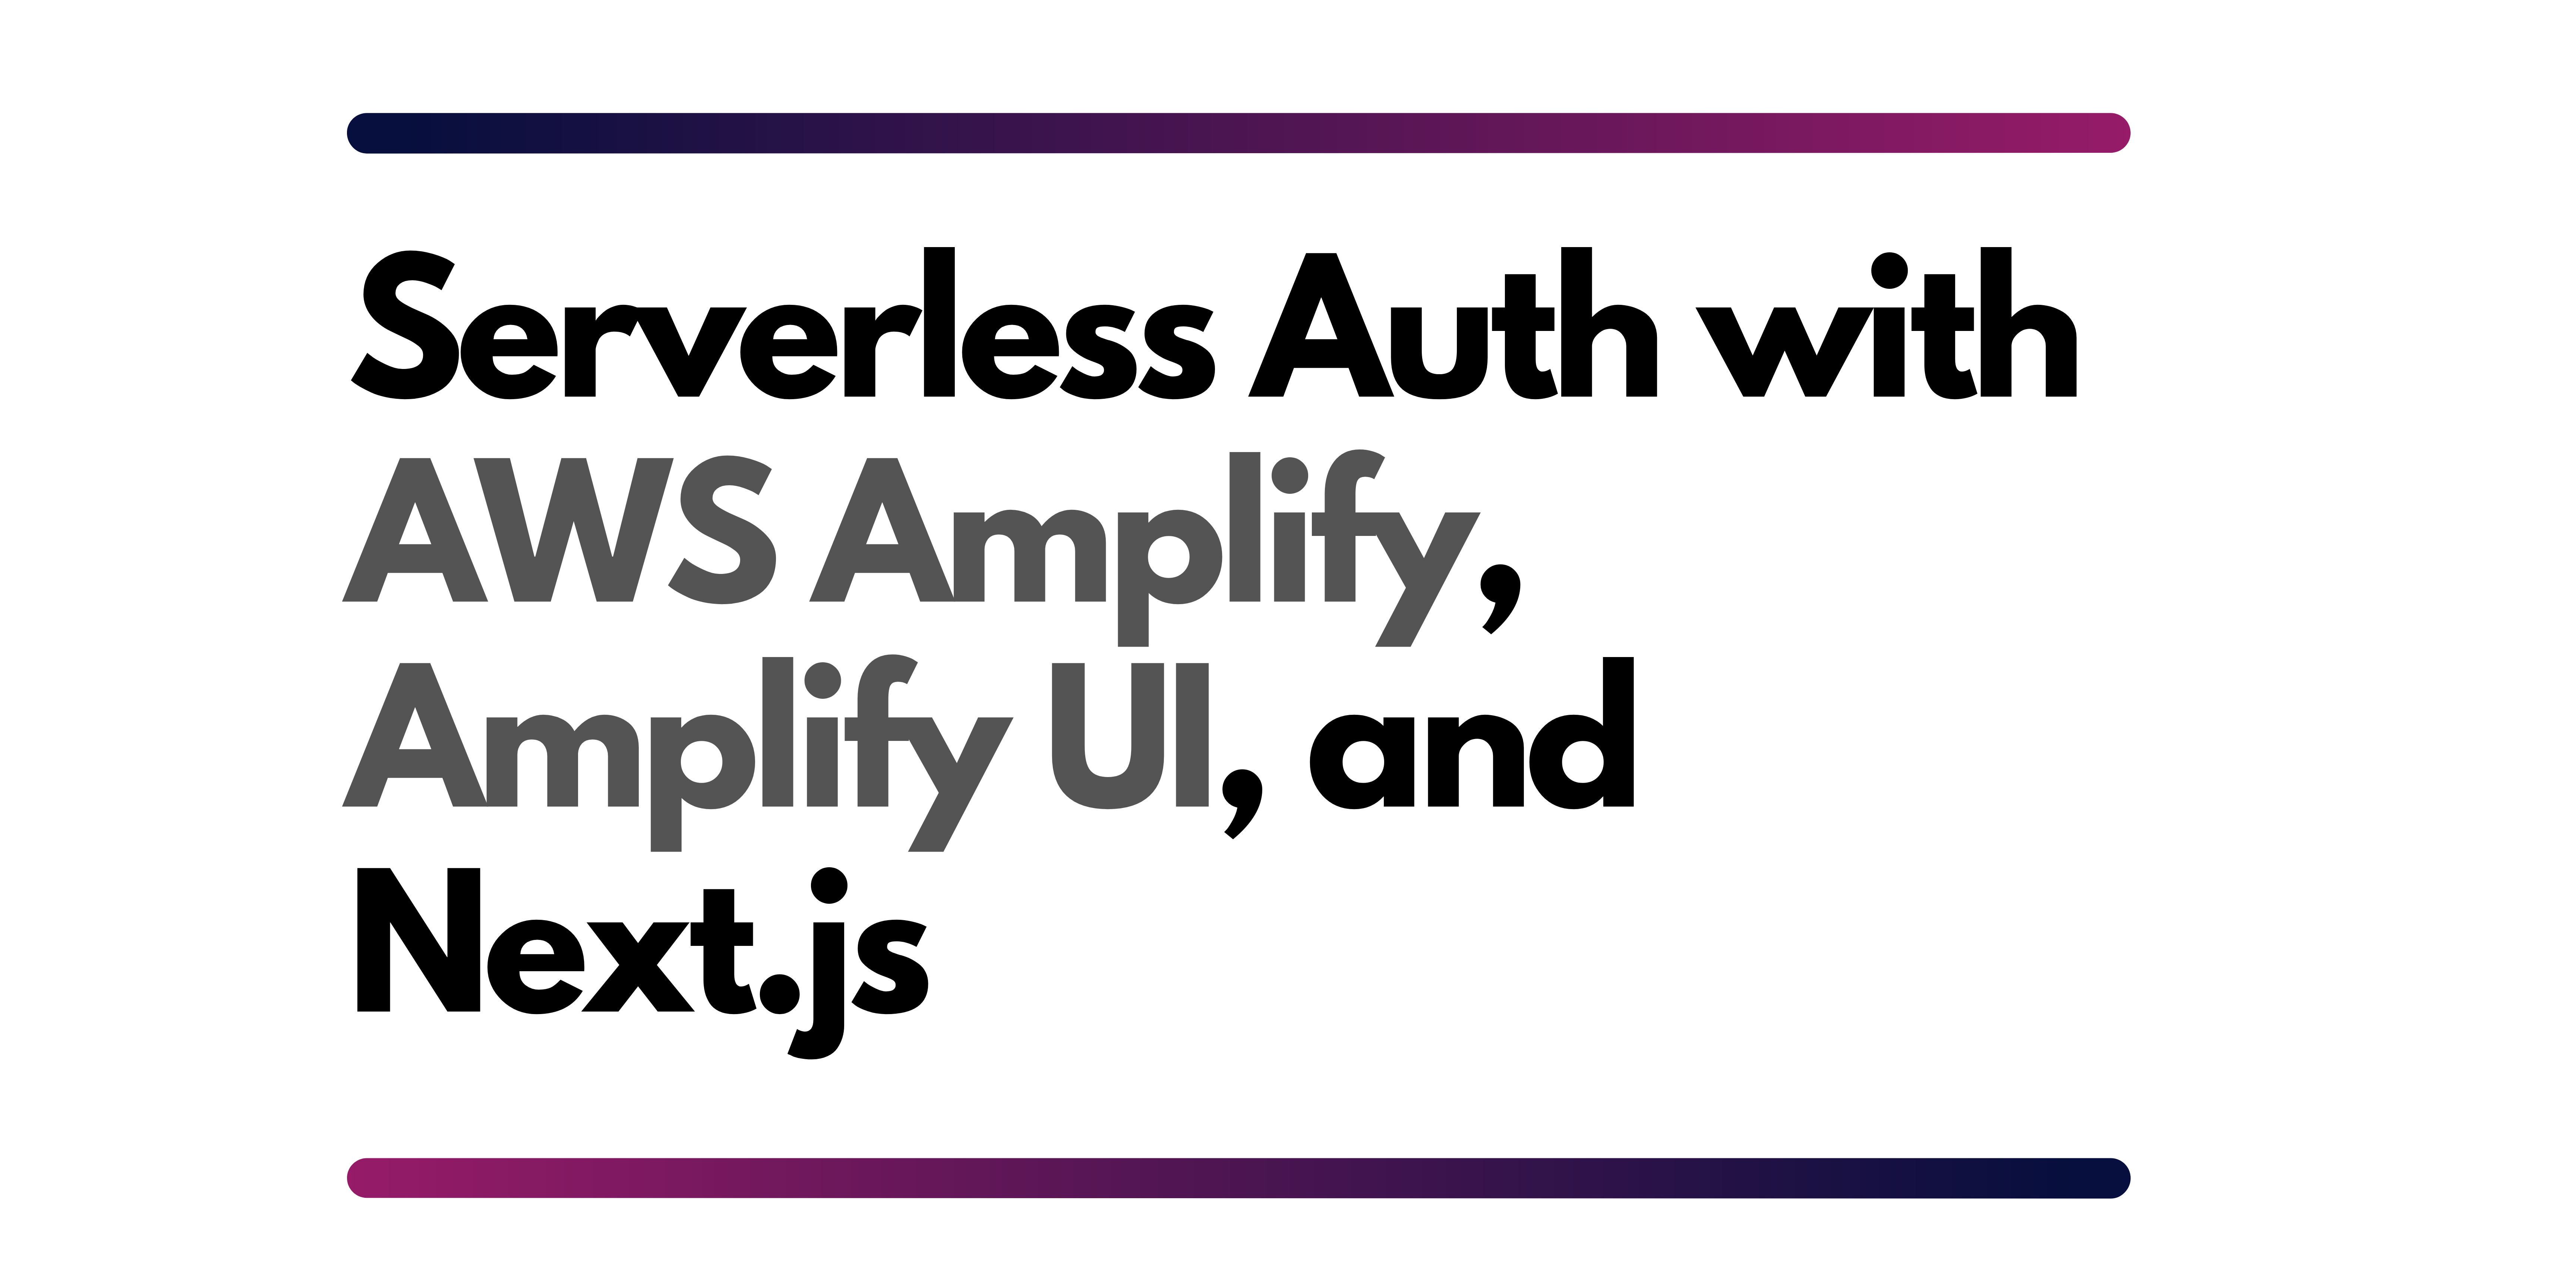 Serverless Auth with
AWS Amplify,
Amplify UI, and
Next.js